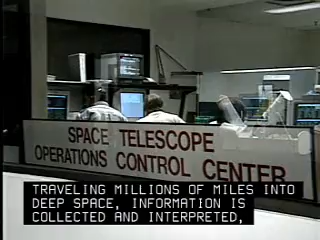 SPACE TELESCOPE
OPERATIONS CONTROL CENTER
TRAVELING MILLIONS OF MILES INTO
DEEP SPACE, INFORMATION IS
COLLECTED AND INTERPRETED,